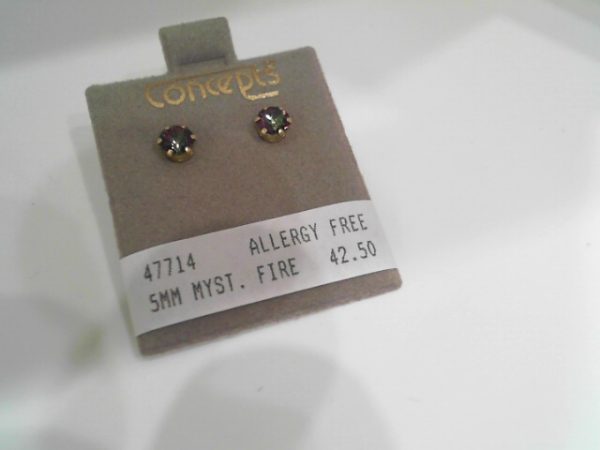 Concepts
47714 ALLERGY FREE
5MM MYST. FIRE 42.50